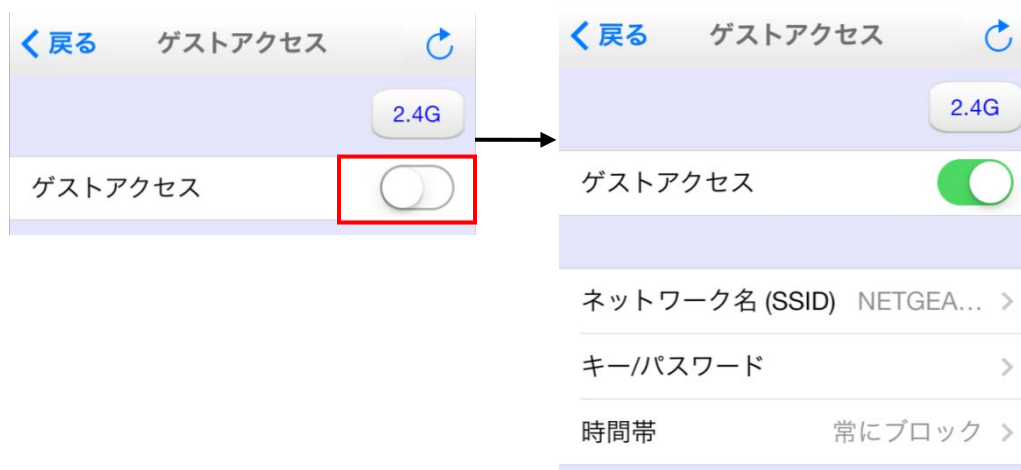 戻る ゲストアクセス
2.4G
ゲストアクセス
戻る ゲストアクセス
2.4G
ゲストアクセス
ネットワーク名 (SSID) NETGEA...
キー/パスワード
時間帯 常にブロック